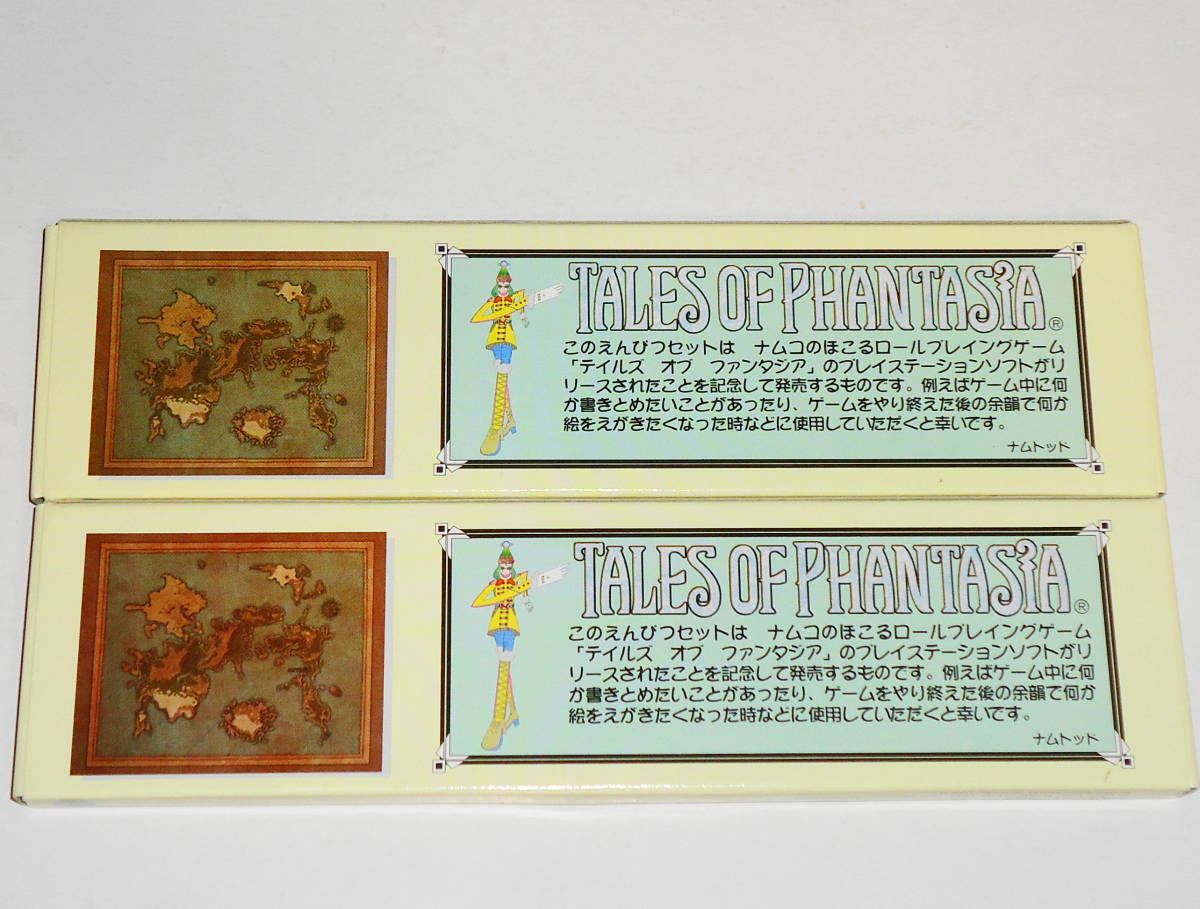 TALES OF PHANTASIA®
このえんぴつセットは ナムコのほこるロールプレイングゲーム
「テイルズ オブ ファンタジア」のプレイステーションソフトがリ
リースされたことを記念して発売するものです。例えばゲーム中に何
か書きとめたいことがあったり、ゲームをやり終えた後の余韻で何か
絵をえがきたくなった時などに使用していただくと幸いです。
ナムトッド
TALES OF PHANTASIA®
このえんぴつセットは ナムコのほこるロールプレイングゲーム
「テイルズ オブ ファンタジア」のプレイステーションソフトがリ
リースされたことを記念して発売するものです。例えばゲーム中に何
か書きとめたいことがあったり、ゲームをやり終えた後の余韻で何か
絵をえがきたくなった時などに使用していただくと幸いです。
ナムトッド